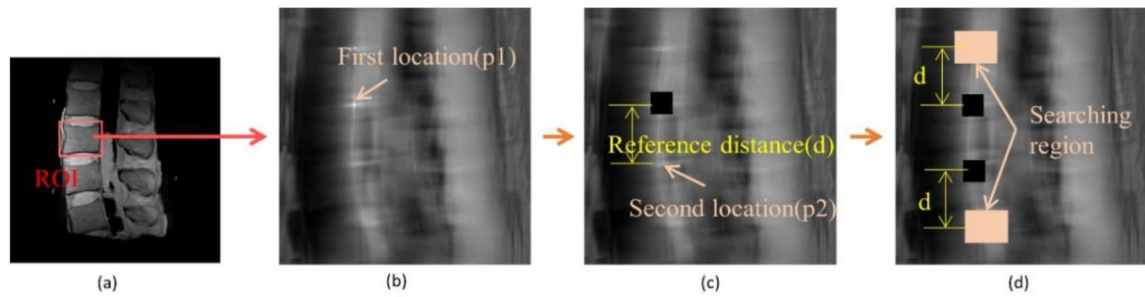 ROI
(a)
First location(p1)
(b)
Reference distance(d)
Second location(p2)
(c)
d
Searching
region
d
(d)